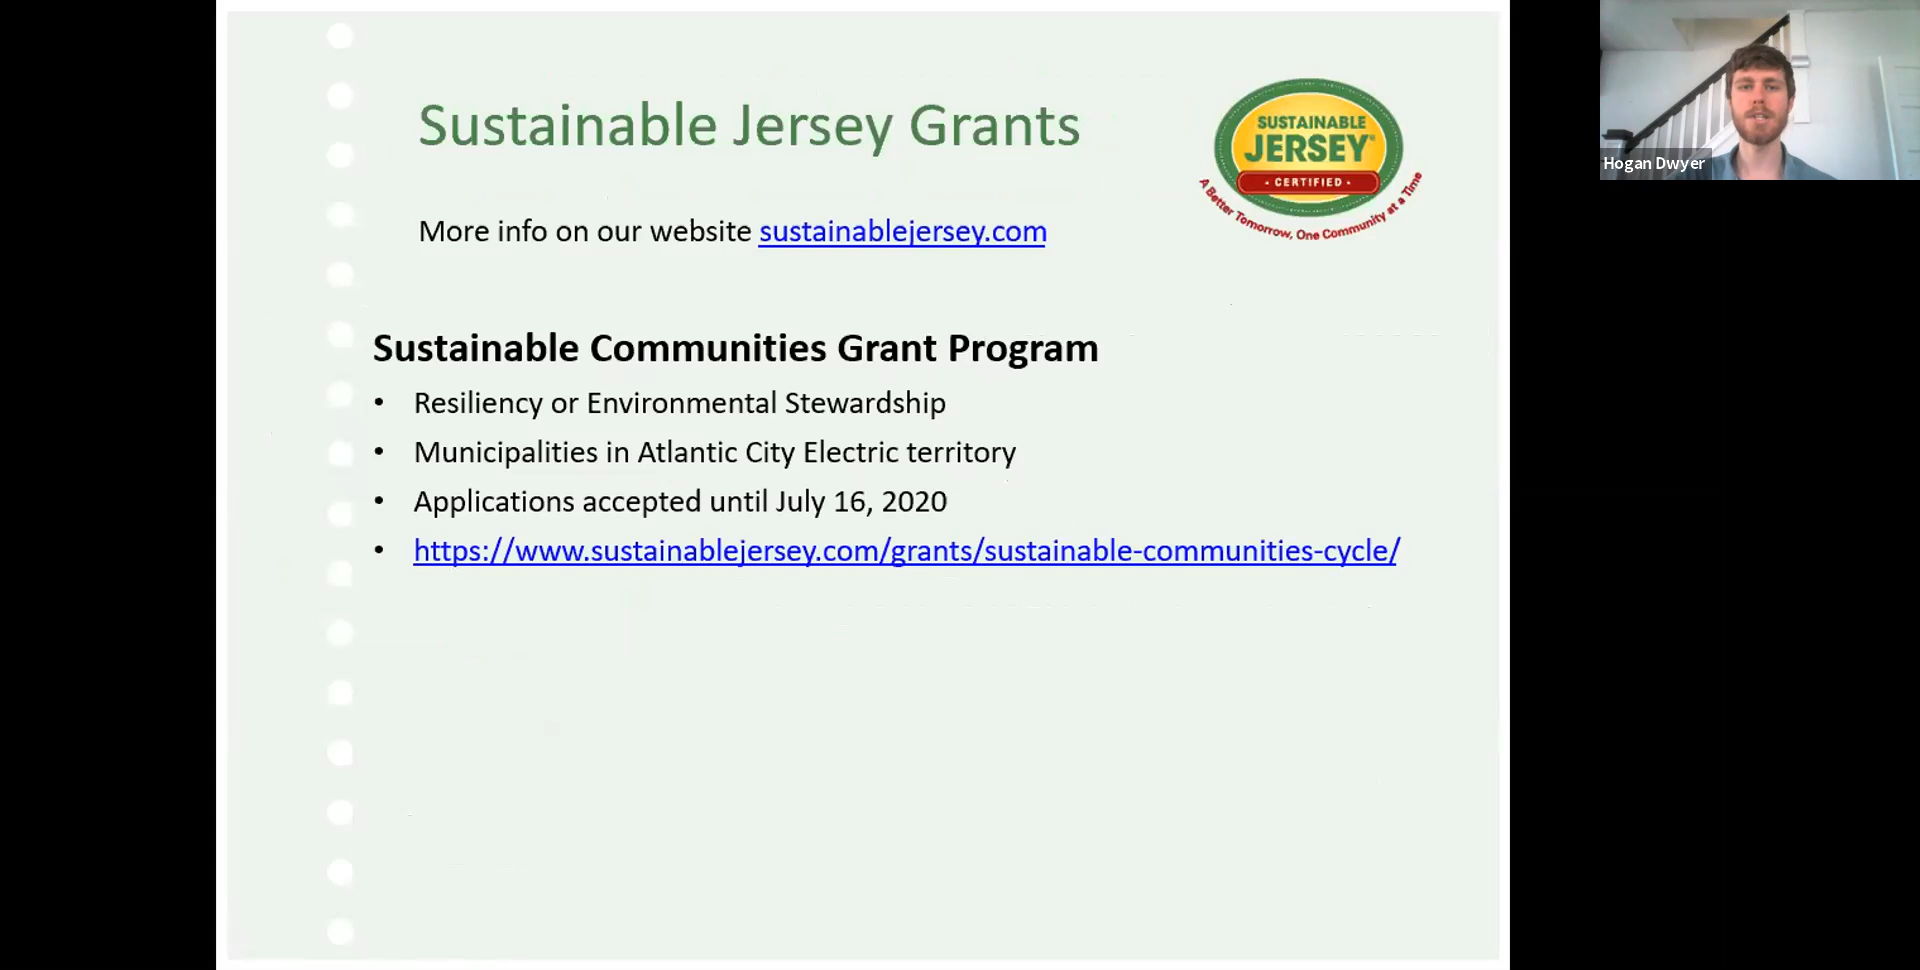 Sustainable Jersey Grants
SUSTAINABLE
JERSEY
• CERTIFIED •
A Better Tomorrow, One Community at a Time
Hogan Dwyer
More info on our website sustainablejersey.com
Sustainable Communities Grant Program
• Resiliency or Environmental Stewardship
• Municipalities in Atlantic City Electric territory
• Applications accepted until July 16, 2020
• https://www.sustainablejersey.com/grants/sustainable-communities-cycle/